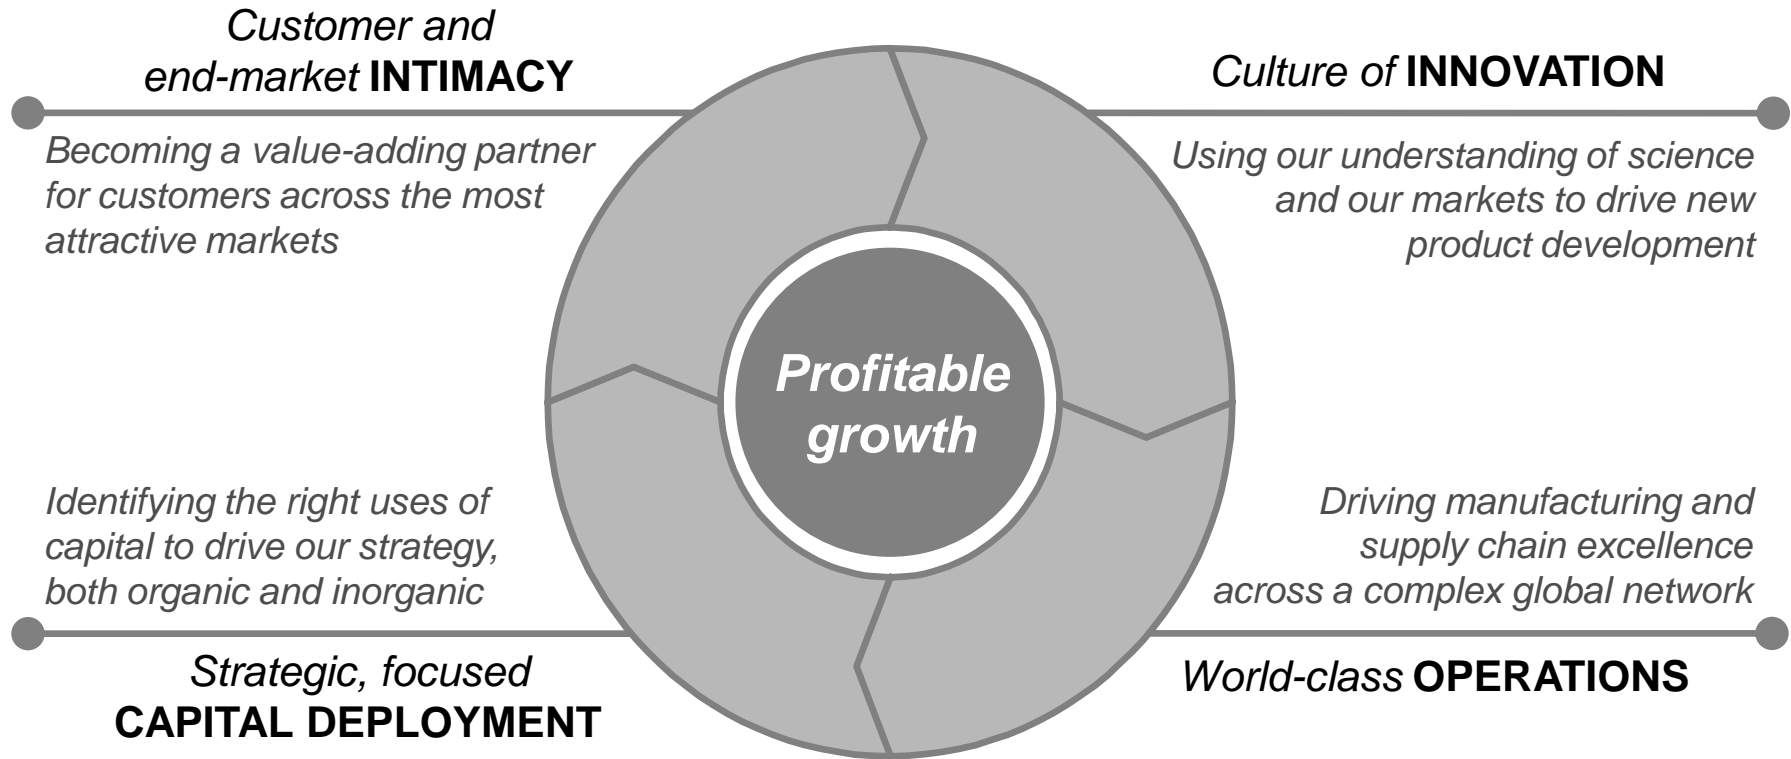 Customer and
end-market INTIMACY
Becoming a value-adding partner
for customers across the most
attractive markets
Culture of INNOVATION
Using our understanding of science
and our markets to drive new
product development
Profitable
growth
Identifying the right uses of
capital to drive our strategy,
both organic and inorganic
Strategic, focused
CAPITAL DEPLOYMENT
Driving manufacturing and
supply chain excellence
across a complex global network
World-class OPERATIONS